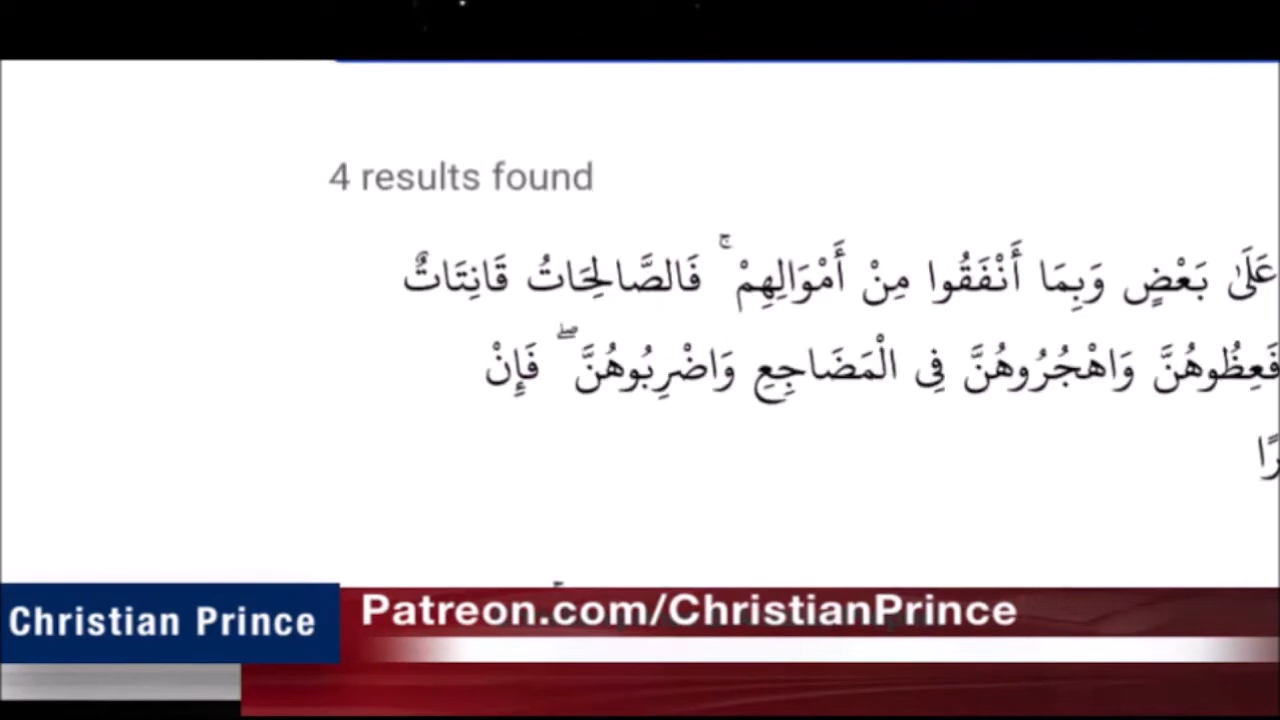 4 results found
عَلَىٰ بَعْضٍ وَبِمَا أَنْفَقُوا مِنْ أَمْوَالِهِمْ ۚ فَالصَّالِحَاتُ قَانِتَاتٌ
فَعِظُوهُنَّ وَاهْجُرُوهُنَّ فِي الْمَضَاجِعِ وَاضْرِبُوهُنَّ ۖ فَإِنْ
Christian Prince
Patreon.com/ChristianPrince